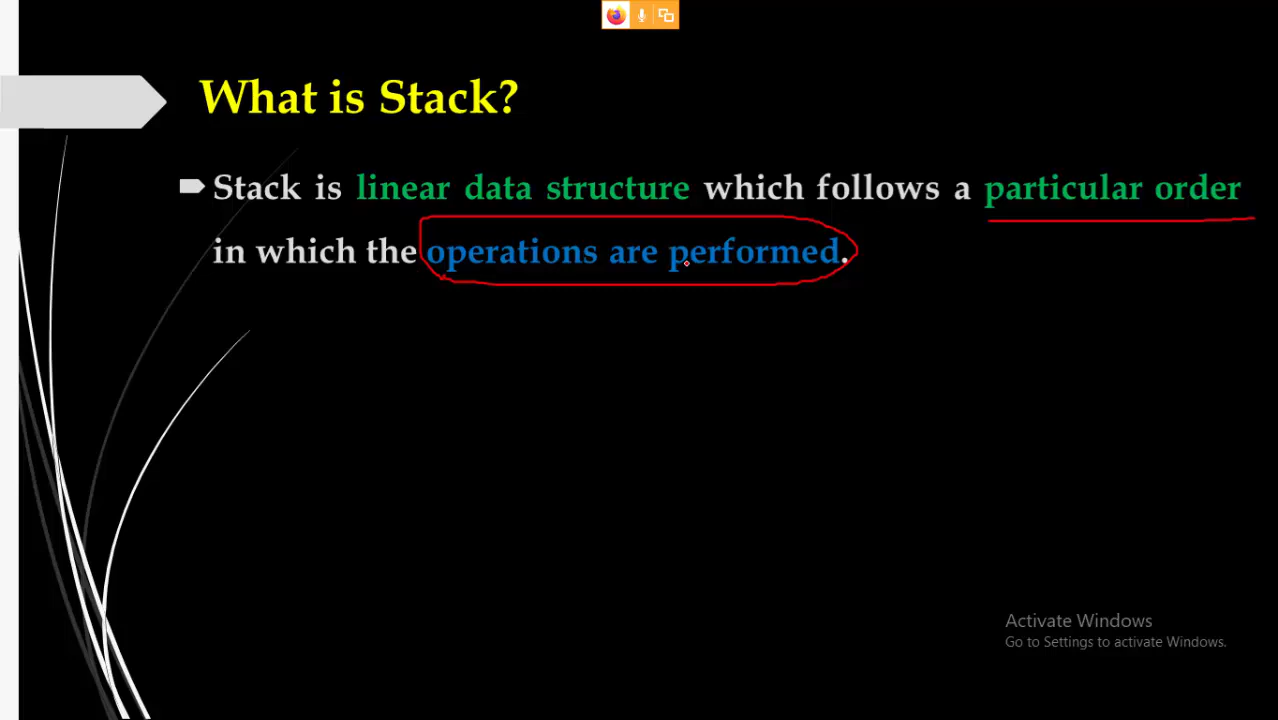 What is Stack?
Stack is linear data structure which follows a particular order
in which the operations are performed.
Activate Windows
Go to Settings to activate Windows.